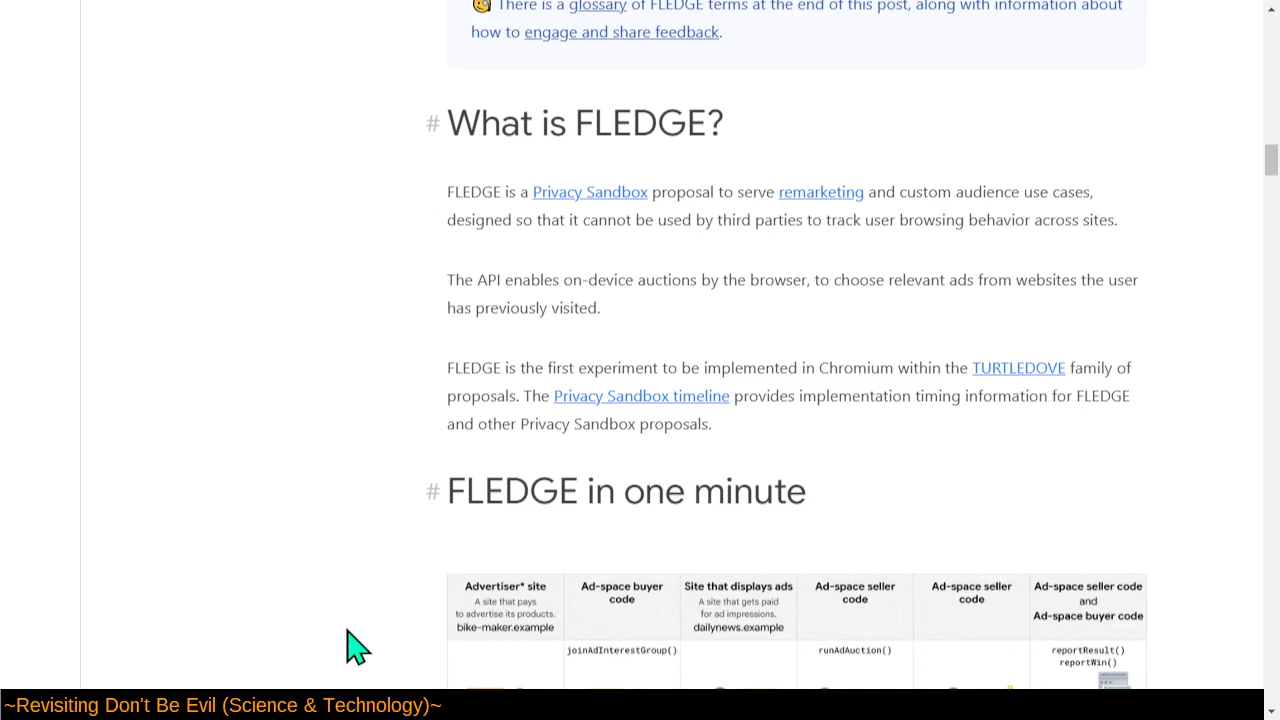 There is a glossary of FLEDGE terms at the end of this post, along with information about
how to engage and share feedback.
# What is FLEDGE?
FLEDGE is a Privacy Sandbox proposal to serve remarketing and custom audience use cases,
designed so that it cannot be used by third parties to track user browsing behavior across sites.
The API enables on-device auctions by the browser, to choose relevant ads from websites the user
has previously visited.
FLEDGE is the first experiment to be implemented in Chromium within the TURTLEDOVE family of
proposals. The Privacy Sandbox timeline provides implementation timing information for FLEDGE
and other Privacy Sandbox proposals.
# FLEDGE in one minute
Advertiser* site
A site that pays
to advertise its products.
bike-maker.example
Ad-space buyer
code
Site that displays ads
A site that gets paid
for ad impressions.
dailynews.example
Ad-space seller
code
Ad-space seller
code
Ad-space seller code
and
Ad-space buyer code
joinAdInterestGroup()
runAdAuction()
reportResult()
reportWin()
~Revisiting Don't Be Evil (Science & Technology)~